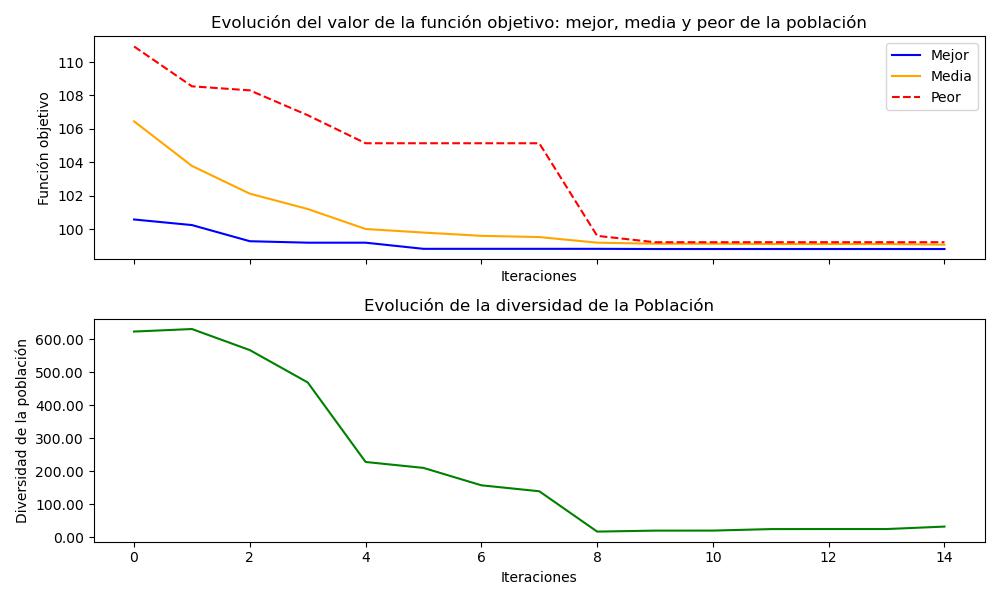 Evolución del valor de la función objetivo: mejor, media y peor de la población
Función objetivo
110
108
106
104
102
100
Mejor
Media
Peor
Iteraciones
Evolución de la diversidad de la Población
Diversidad de la población
600.00
500.00
400.00
300.00
200.00
100.00
0.00
0 2 4 6 8 10 12 14
Iteraciones